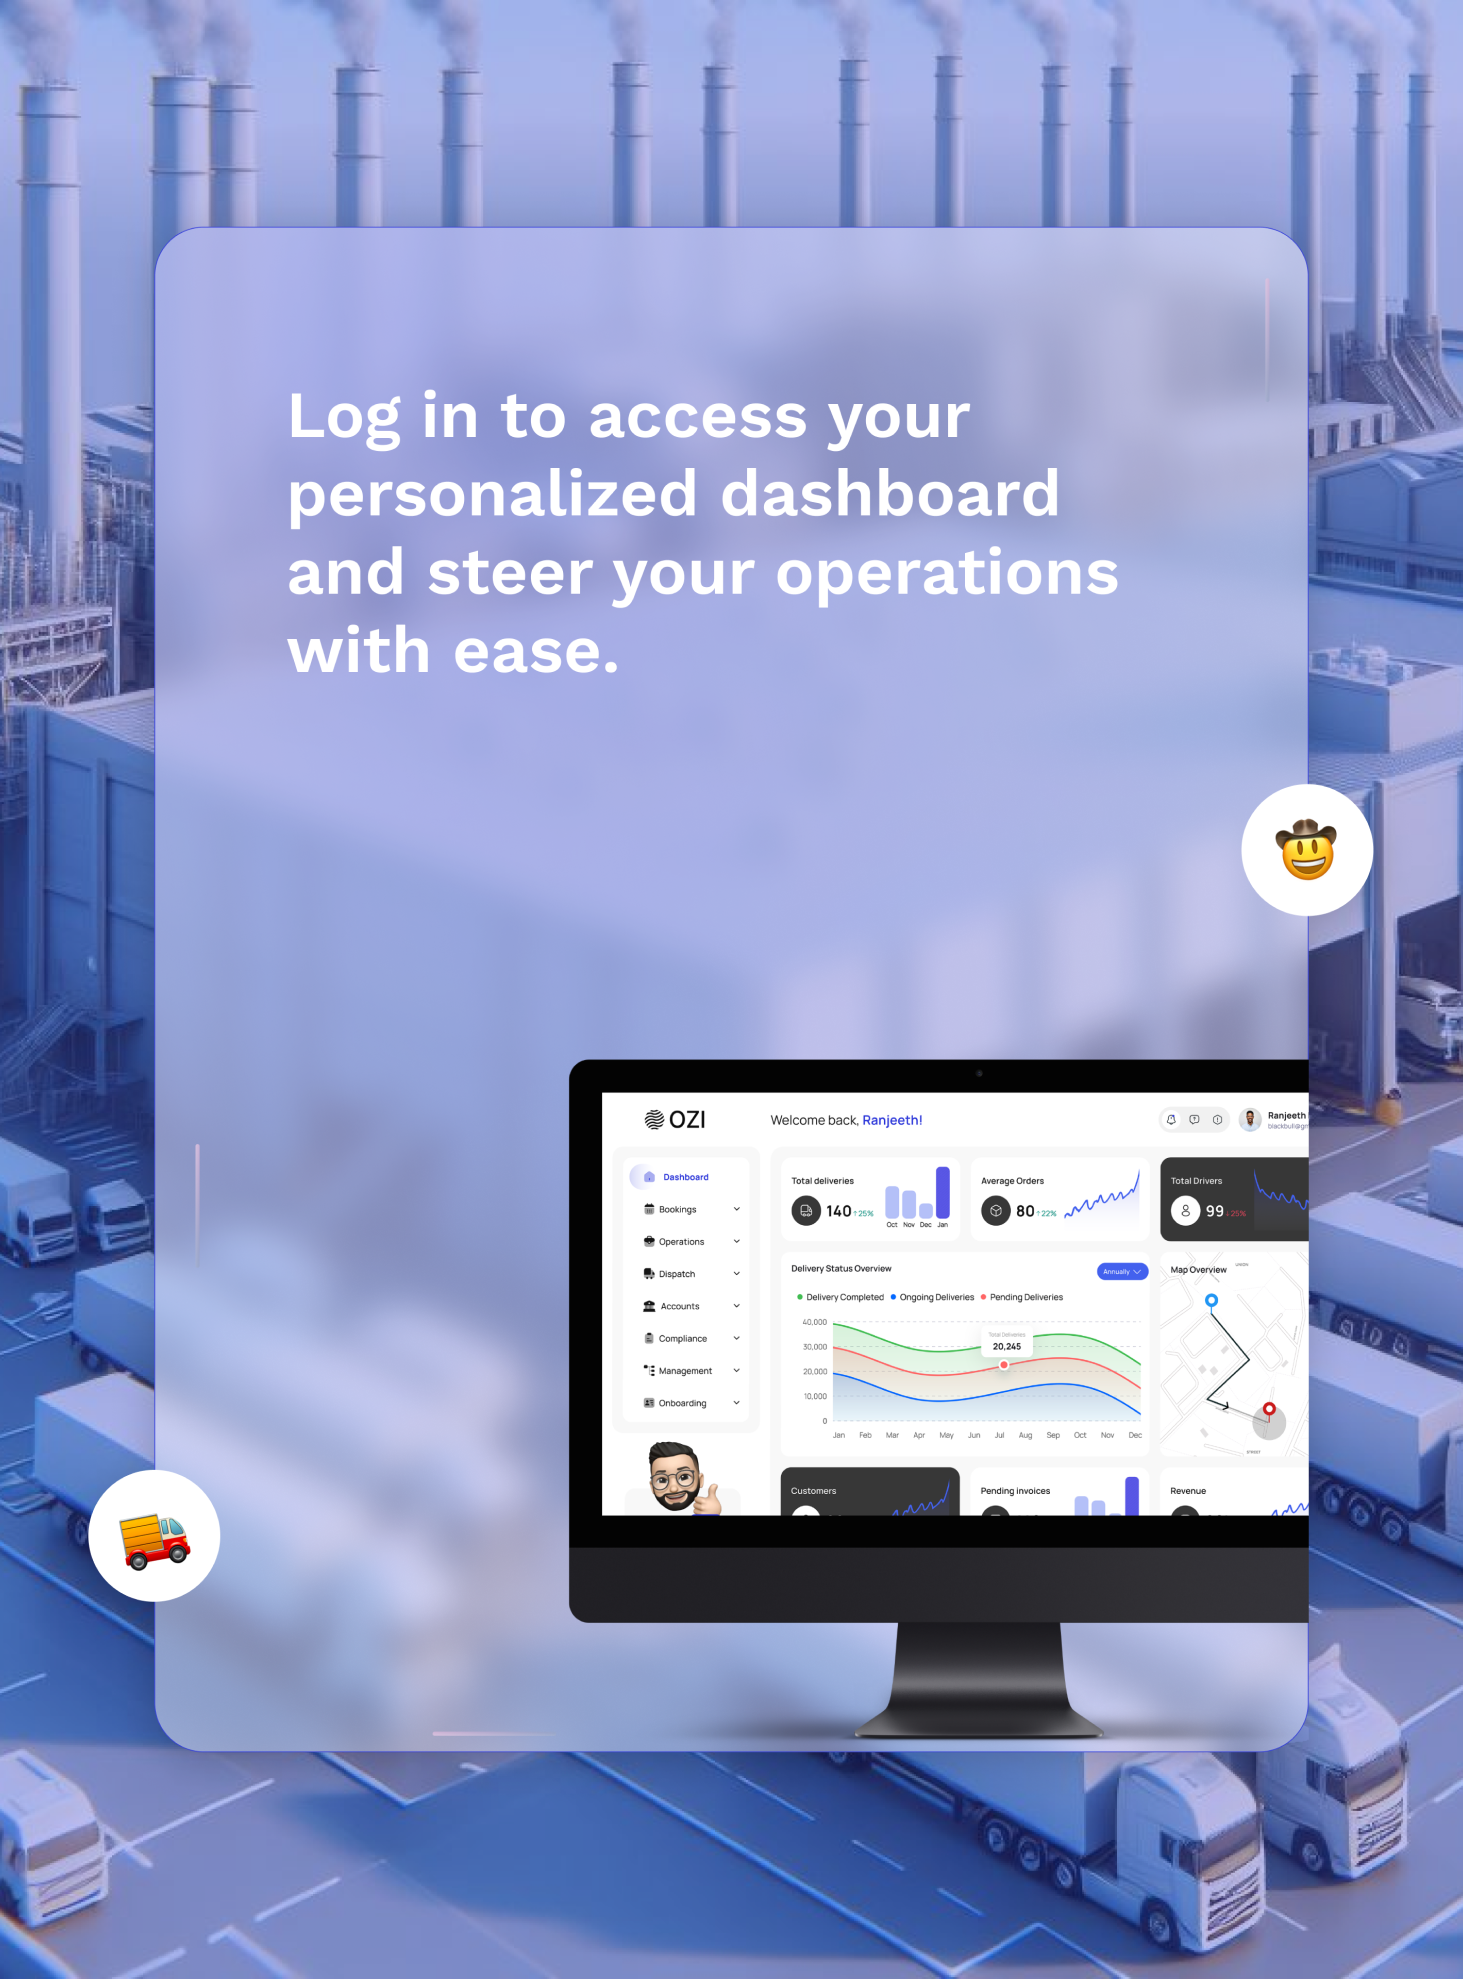 Log in to access your
personalized dashboard
and steer your operations
with ease.
OZI
Welcome back, Ranjeeth!
Ranjeeth
Dashboard
Bookings
Operations
Dispatch
Accounts
Compliance
Management
Onboarding
Total deliveries
140 ↑25%
Oct Nov Dec Jan
Average Orders
80 ↑22%
Total Drivers
99 ↓25%
Delivery Status Overview
Annually
Delivery Completed
Ongoing Deliveries
Pending Deliveries
40,000
30,000
20,000
10,000
0
Total Deliveries
20,245
Jan Feb Mar Apr May Jun Jul Aug Sep Oct Nov Dec
Map Overview
UNION
STREET
Customers
Pending invoices
Revenue